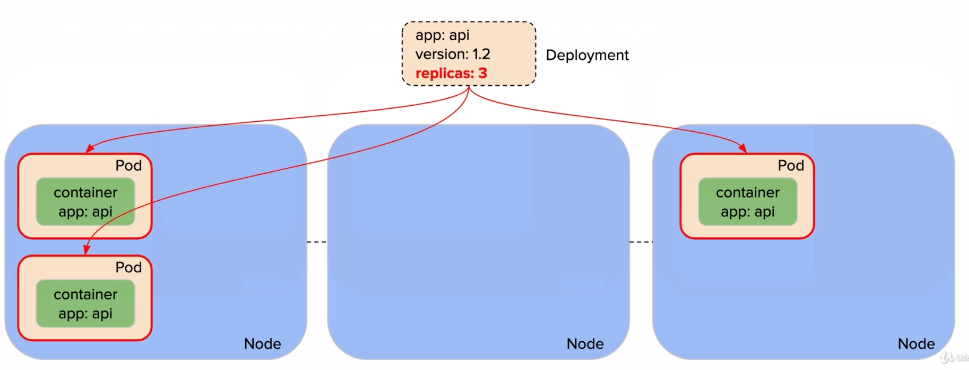 app: api
version: 1.2
replicas: 3
Deployment
Pod
container
app: api
Pod
container
app: api
Node
Node
Pod
container
app: api
Node